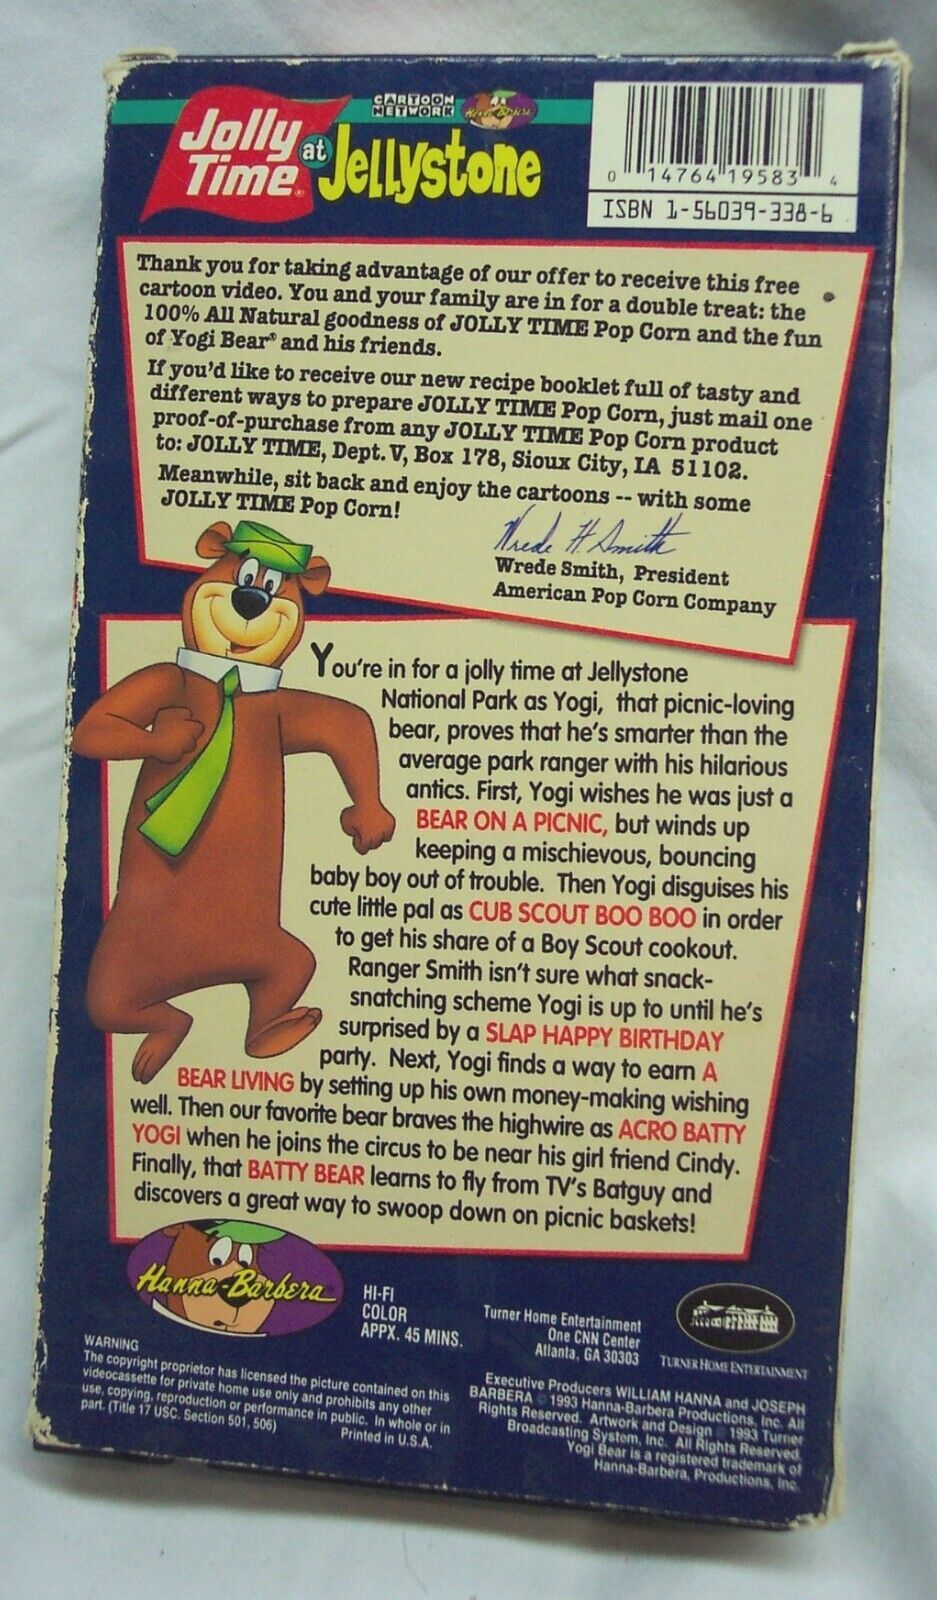 Jolly
Time®
at
Jellystone
CARTOON
NETWORK
Hanna-Barbera
0 14764 19583 4
ISBN 1-56039-338-6
Thank you for taking advantage of our offer to receive this free
cartoon video. You and your family are in for a double treat: the
100% All Natural goodness of JOLLY TIME Pop Corn and the fun
of Yogi Bear® and his friends.
If you'd like to receive our new recipe booklet full of tasty and
different ways to prepare JOLLY TIME Pop Corn, just mail one
proof-of-purchase from any JOLLY TIME Pop Corn product
to: JOLLY TIME, Dept. V, Box 178, Sioux City, IA 51102.
Meanwhile, sit back and enjoy the cartoons -- with some
JOLLY TIME Pop Corn!
Wrede H Smith
Wrede Smith, President
American Pop Corn Company
You're in for a jolly time at Jellystone
National Park as Yogi, that picnic-loving
bear, proves that he's smarter than the
average park ranger with his hilarious
antics. First, Yogi wishes he was just a
BEAR ON A PICNIC, but winds up
keeping a mischievous, bouncing
baby boy out of trouble. Then Yogi disguises his
cute little pal as CUB SCOUT BOO BOO in order
to get his share of a Boy Scout cookout.
Ranger Smith isn't sure what snack-
snatching scheme Yogi is up to until he's
surprised by a SLAP HAPPY BIRTHDAY
party. Next, Yogi finds a way to earn A
BEAR LIVING by setting up his own money-making wishing
well. Then our favorite bear braves the highwire as ACRO BATTY
YOGI when he joins the circus to be near his girl friend Cindy.
Finally, that BATTY BEAR learns to fly from TV's Batguy and
discovers a great way to swoop down on picnic baskets!
Hanna-Barbera
HI-FI
COLOR
APPX. 45 MINS.
Turner Home Entertainment
One CNN Center
Atlanta, GA 30303
TURNER HOME ENTERTAINMENT
WARNING
The copyright proprietor has licensed the picture contained on this
videocassette for private home use only and prohibits any other
use, copying, reproduction or performance in public. In whole or in
part. (Title 17 USC. Section 501, 506)
Printed in U.S.A.
Executive Producers WILLIAM HANNA and JOSEPH
BARBERA © 1993 Hanna-Barbera Productions, Inc. All
Rights Reserved. Artwork and Design © 1993 Turner
Broadcasting System, Inc. All Rights Reserved.
Yogi Bear is a registered trademark of
Hanna-Barbera, Productions, Inc.